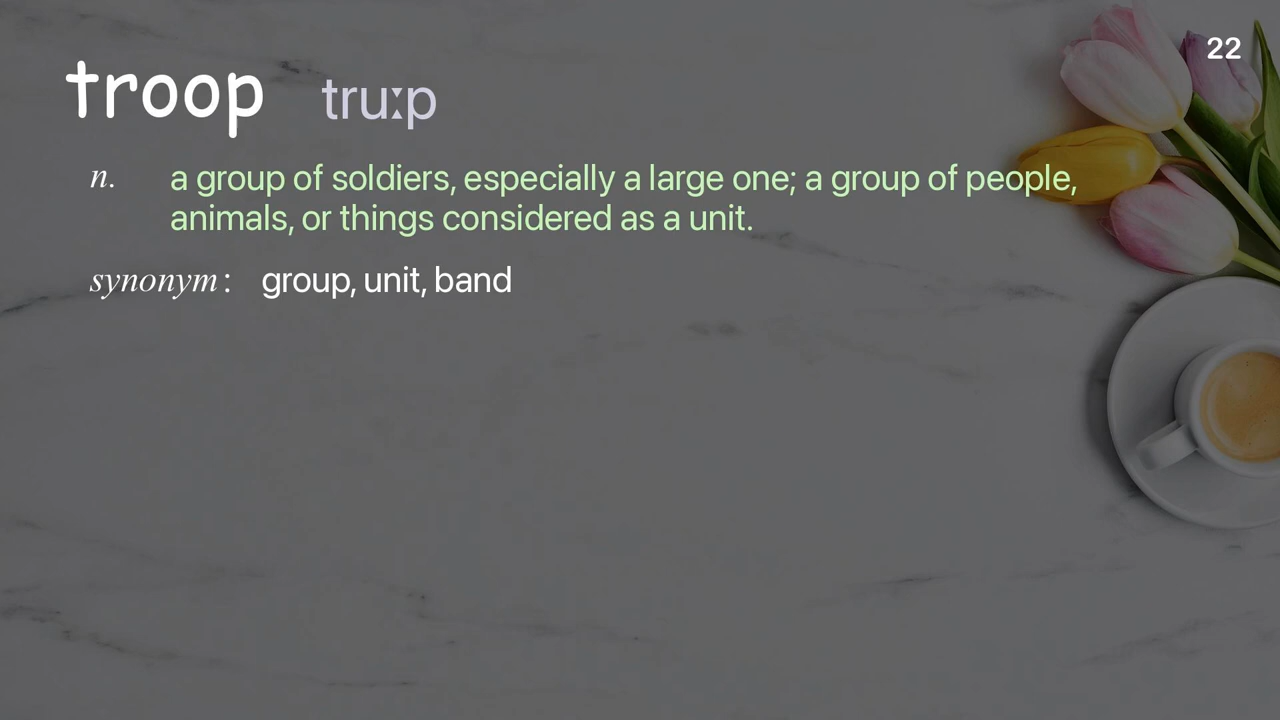 22
troop truːp
n. a group of soldiers, especially a large one; a group of people,
animals, or things considered as a unit.
synonym: group, unit, band